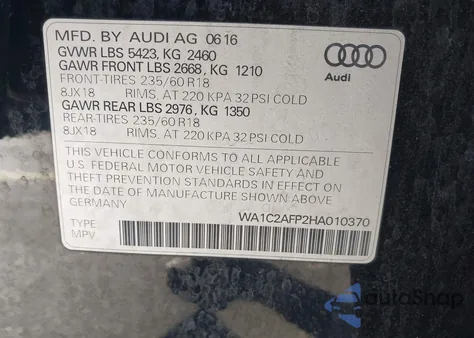 MFD. BY AUDI AG 06 16
GVWR LBS 5423, KG 2460
GAWR FRONT LBS 2668, KG 1210
FRONT-TIRES 235/60 R18
8JX18 RIMS, AT 220 KPA 32 PSI COLD
GAWR REAR LBS 2976, KG 1350
REAR-TIRES 235/60 R18
8JX18 RIMS, AT 220 KPA 32 PSI COLD
Audi
THIS VEHICLE CONFORMS TO ALL APPLICABLE
U.S. FEDERAL MOTOR VEHICLE SAFETY AND
THEFT PREVENTION STANDARDS IN EFFECT ON
THE DATE OF MANUFACTURE SHOWN ABOVE
GERMANY
WA1C2AFP2HA010370
TYPE
MPV
AutoSnap